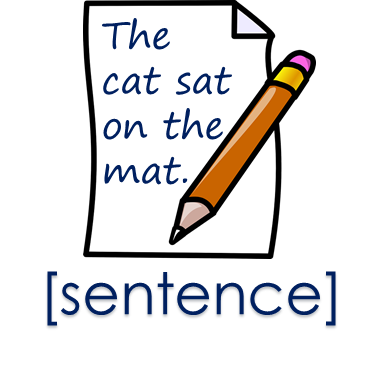 The
cat sat
on the
mat.
[sentence]